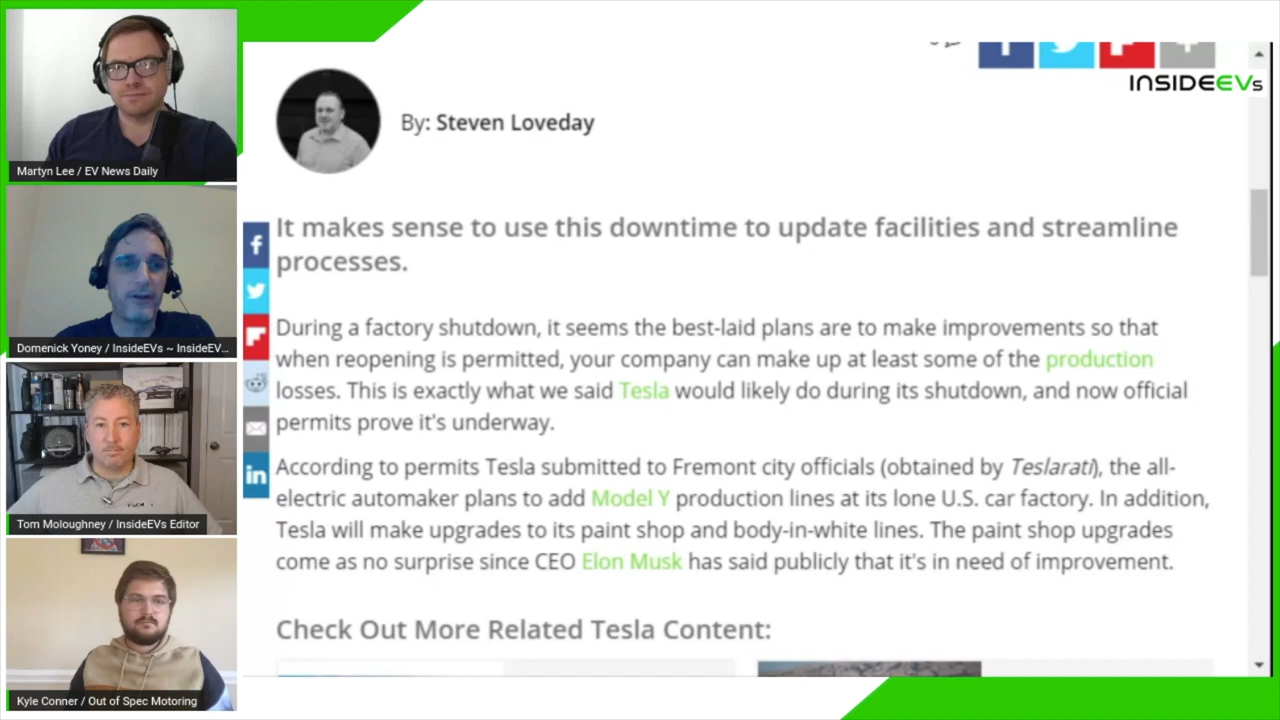 Martyn Lee / EV News Daily
Domenick Yoney / InsideEVs ~ InsideEV...
Tom Moloughney / InsideEVs Editor
Kyle Conner / Out of Spec Motoring
INSIDEEVs
By: Steven Loveday
It makes sense to use this downtime to update facilities and streamline
processes.
During a factory shutdown, it seems the best-laid plans are to make improvements so that
when reopening is permitted, your company can make up at least some of the production
losses. This is exactly what we said Tesla would likely do during its shutdown, and now official
permits prove it's underway.
According to permits Tesla submitted to Fremont city officials (obtained by Teslarati), the all-
electric automaker plans to add Model Y production lines at its lone U.S. car factory. In addition,
Tesla will make upgrades to its paint shop and body-in-white lines. The paint shop upgrades
come as no surprise since CEO Elon Musk has said publicly that it's in need of improvement.
Check Out More Related Tesla Content: